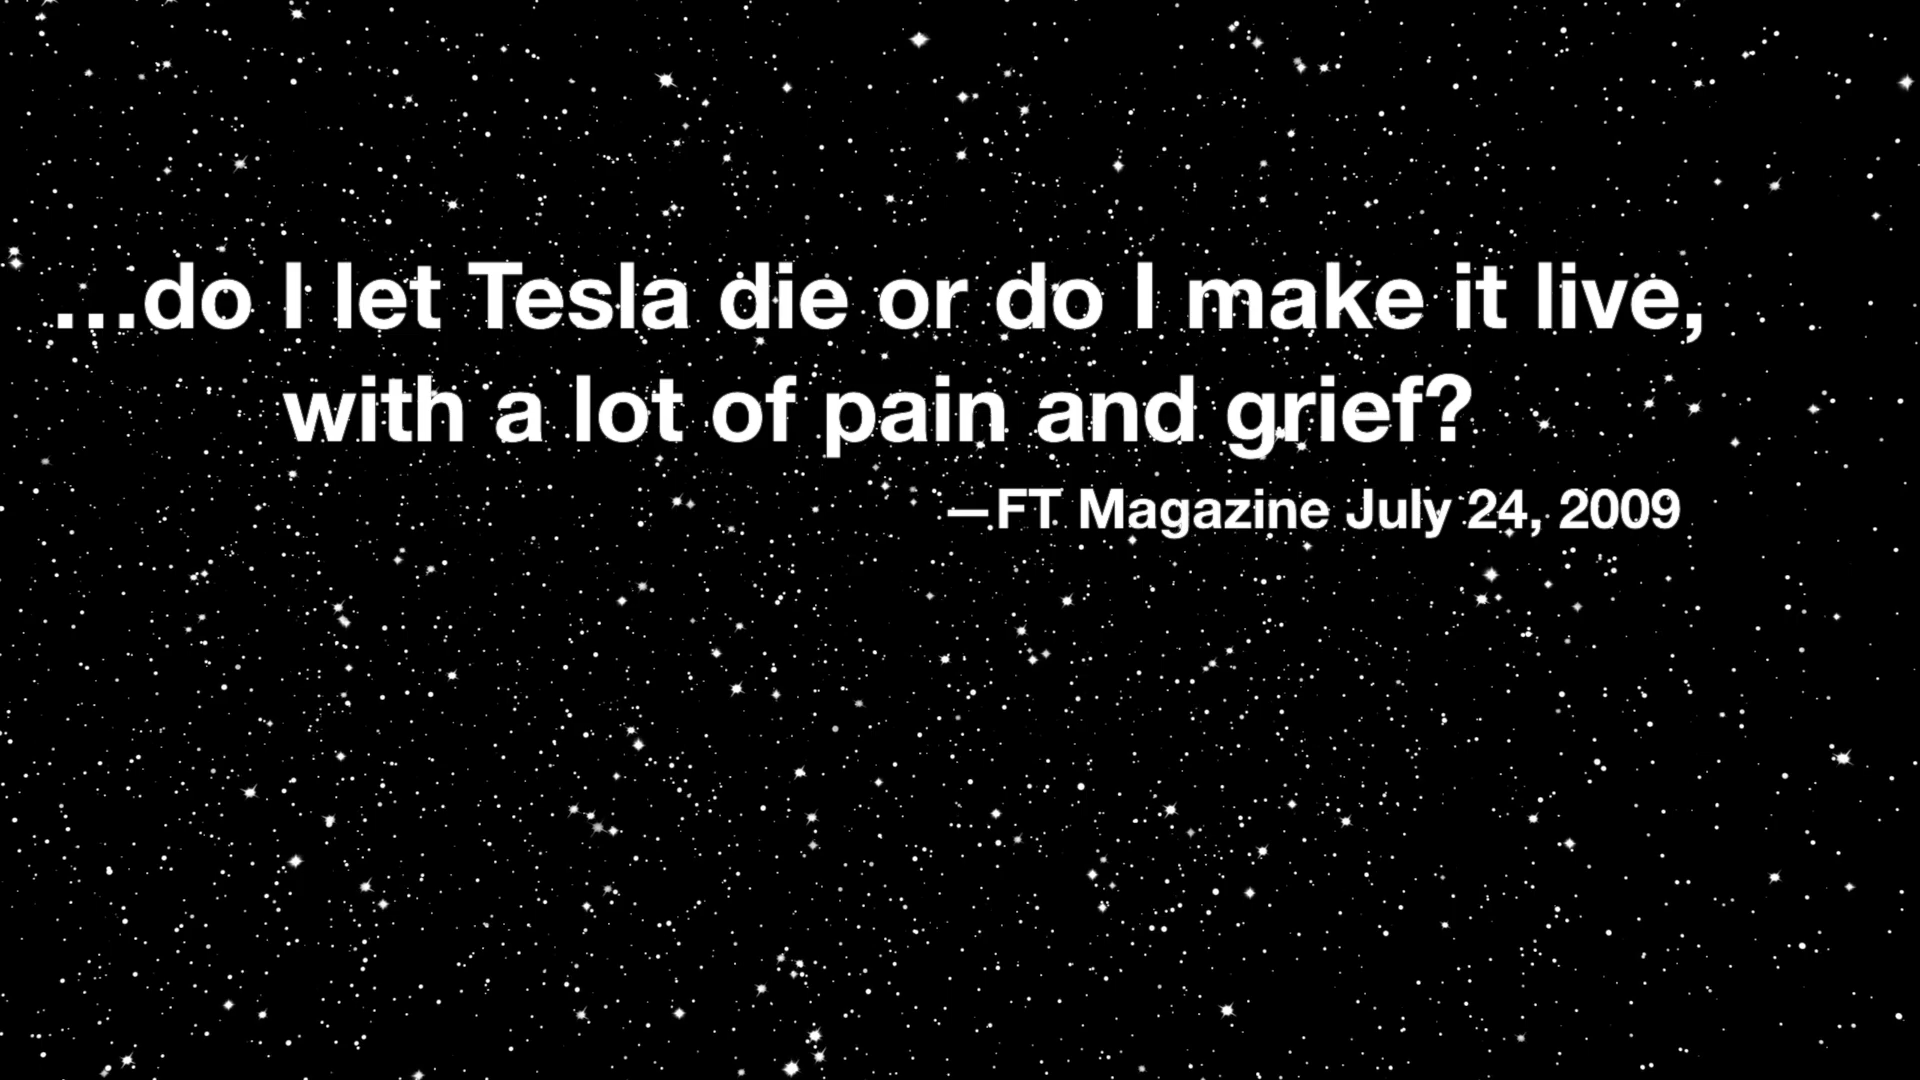 ...do I let Tesla die or do I make it live,
with a lot of pain and grief?
—FT Magazine July 24, 2009